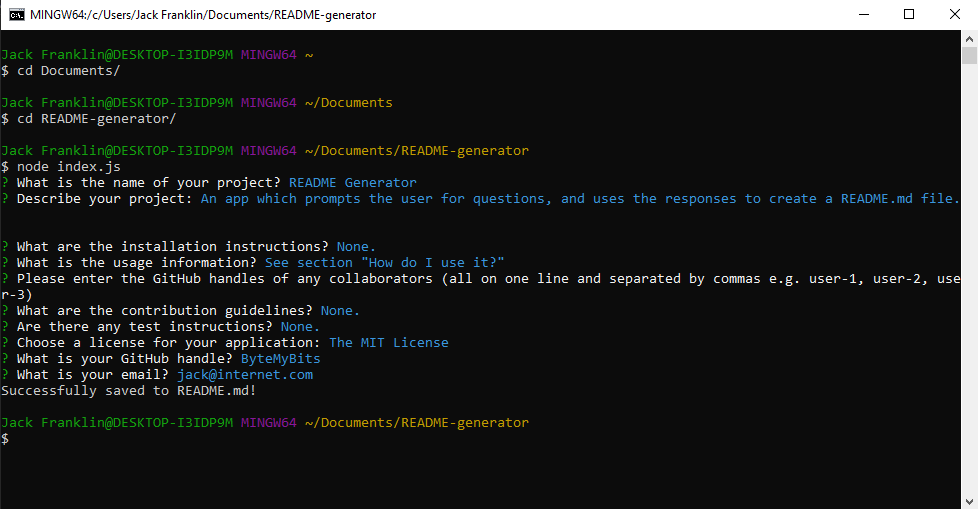 MINGW64:/c/Users/Jack Franklin/Documents/README-generator
Jack Franklin@DESKTOP-I3IDP9M MINGW64 ~
$ cd Documents/
Jack Franklin@DESKTOP-I3IDP9M MINGW64 ~/Documents
$ cd README-generator/
Jack Franklin@DESKTOP-I3IDP9M MINGW64 ~/Documents/README-generator
$ node index.js
? What is the name of your project? README Generator
? Describe your project: An app which prompts the user for questions, and uses the responses to create a README.md file.
? What are the installation instructions? None.
? What is the usage information? See section "How do I use it?"
? Please enter the GitHub handles of any collaborators (all on one line and separated by commas e.g. user-1, user-2, use
r-3)
? What are the contribution guidelines? None.
? Are there any test instructions? None.
? Choose a license for your application: The MIT License
? What is your GitHub handle? ByteMyBits
? What is your email? jack@internet.com
Successfully saved to README.md!
Jack Franklin@DESKTOP-I3IDP9M MINGW64 ~/Documents/README-generator
$